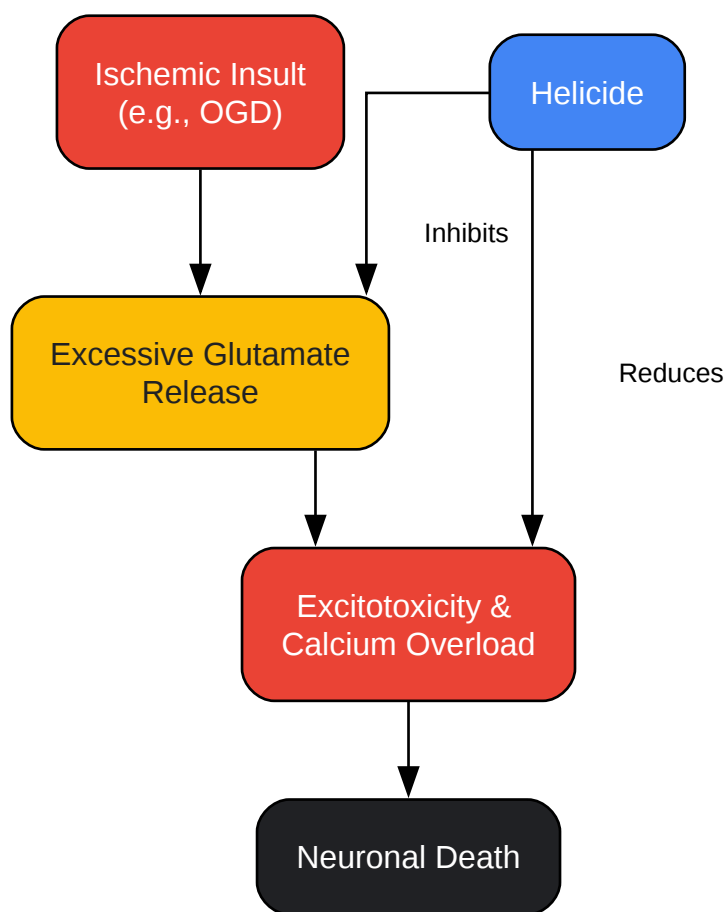 Ischemic Insult
(e.g., OGD)
Helicide
Inhibits
Excessive Glutamate
Release
Reduces
Excitotoxicity &
Calcium Overload
Neuronal Death